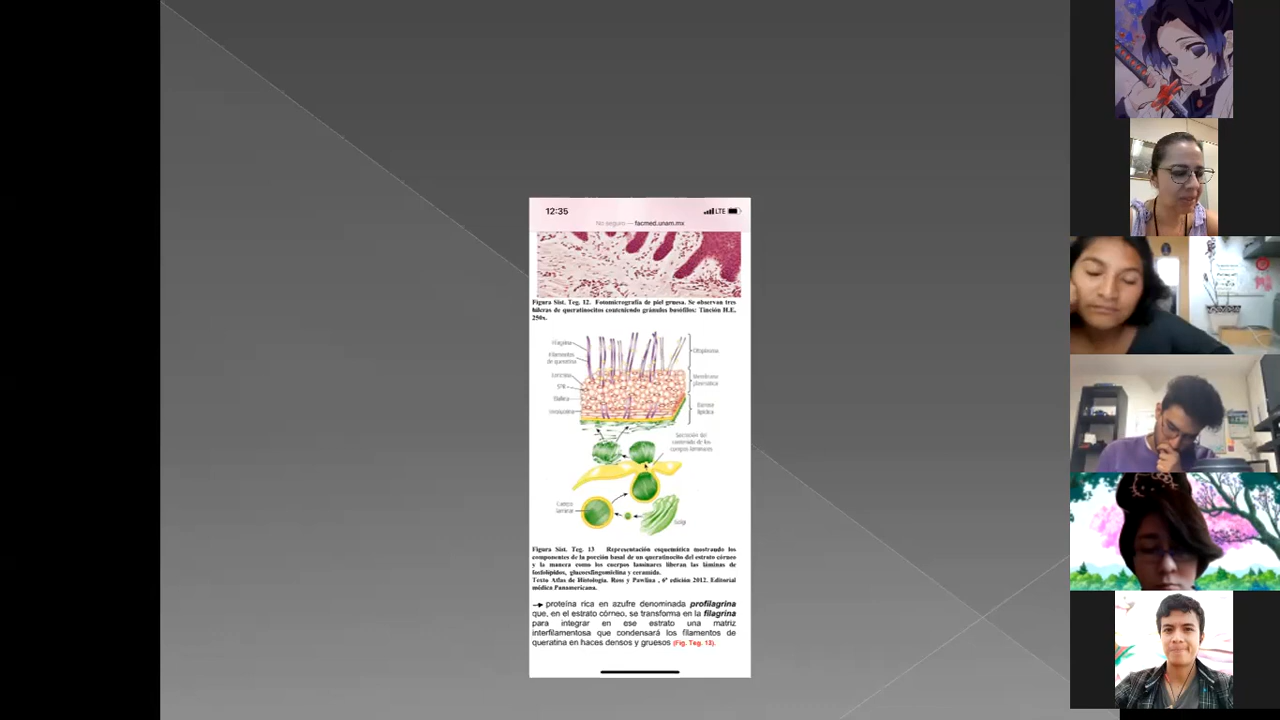 12:35
LTE
No seguro — facmed.unam.mx
Figura Sist. Teg. 12. Fotomicrografía de piel gruesa. Se observan tres
hileras de queratinocitos conteniendo gránulos basófilos: Tinción H.E.
250x.
Filagrina
Filamentos
de queratina
Loricrina
SPR
Elafina
Involucrina
Citoplasma
Membrana
plasmática
Cubierta
lipídica
Secreción del
contenido de los
cuerpos laminares
Cuerpo
laminar
Golgi
Figura Sist. Teg. 13 Representación esquemática mostrando los
componentes de la porción basal de un queratinocito del estrato córneo
y la manera como los cuerpos laminares liberan las láminas de
fosfolípidos, glucoesfingomielina y ceramida.
Texto Atlas de Histología. Ross y Pawlina , 6ª edición 2012. Editorial
médica Panamericana.
proteína rica en azufre denominada profilagrina
que, en el estrato córneo, se transforma en la filagrina
para integrar en ese estrato una matriz
interfilamentosa que condensará los filamentos de
queratina en haces densos y gruesos (Fig. Teg. 13).